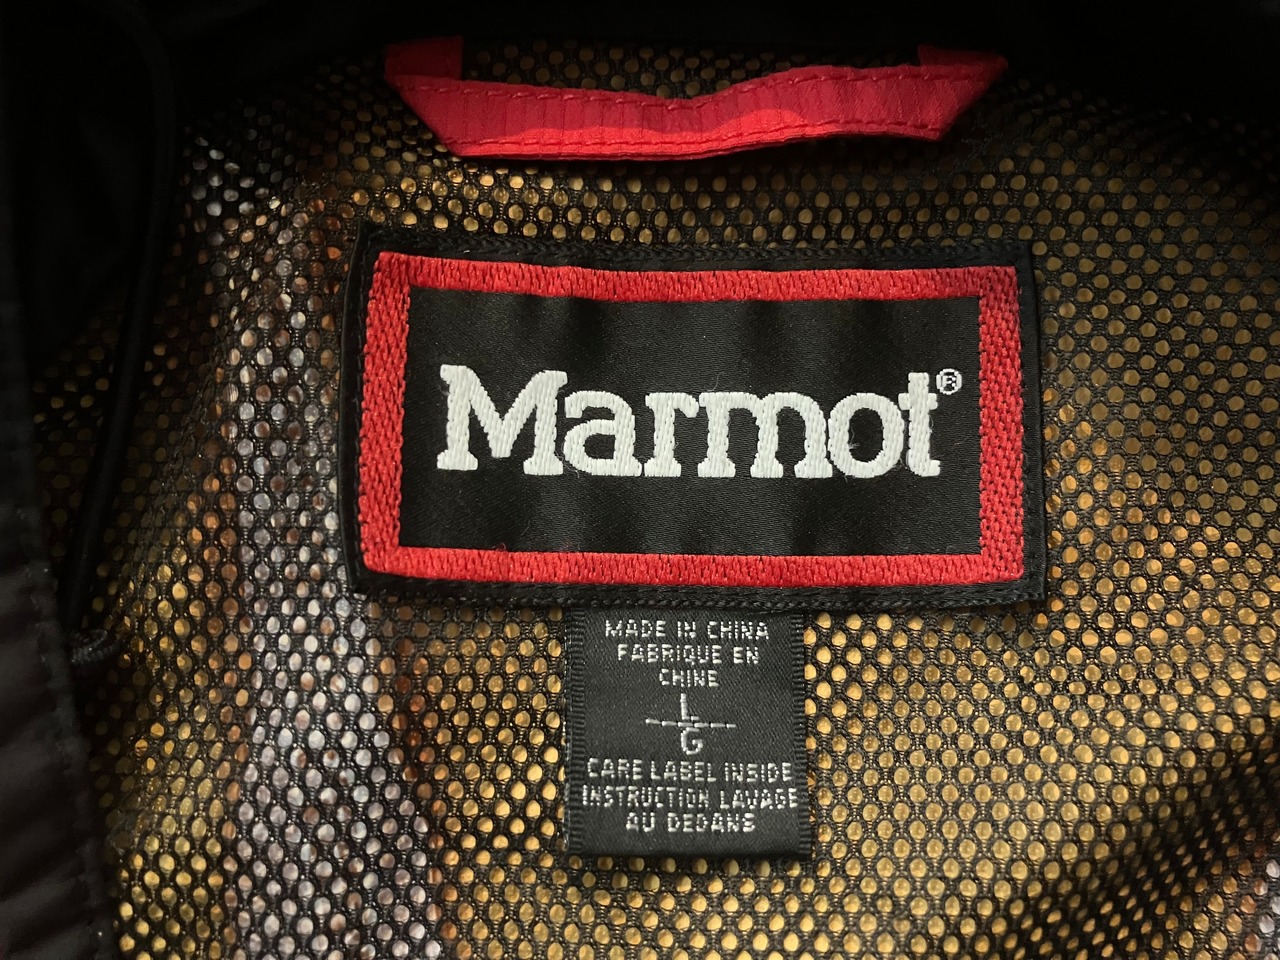 Marmot®
MADE IN CHINA
FABRIQUE EN
CHINE
L
G
CARE LABEL INSIDE
INSTRUCTION LAVAGE
AU DEDANS